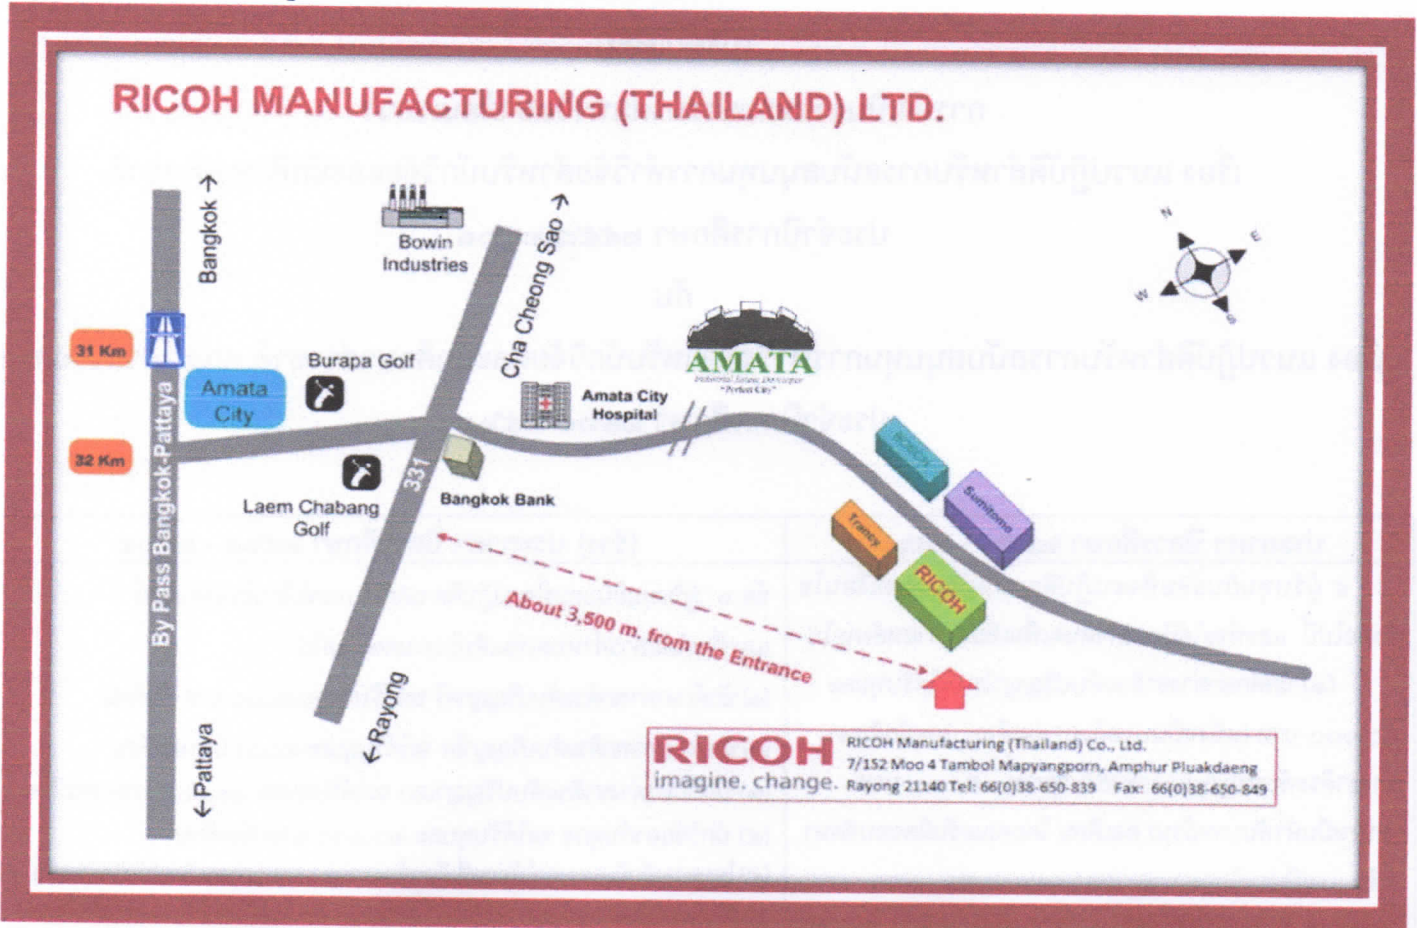 RICOH MANUFACTURING (THAILAND) LTD.
Bangkok →
Bowin
Industries
Cha Cheong Sao →
N
E
W
S
31 Km
Burapa Golf
AMATA
"Perfect City"
Amata
City
Amata City
Hospital
32 Km
By Pass Bangkok-Pattaya
331
Laem Chabang
Golf
Bangkok Bank
Sumitomo
Trancy
RICOH
About 3,500 m. from the Entrance
←Rayong
←Pattaya
RICOH
imagine. change.
RICOH Manufacturing (Thailand) Co., Ltd.
7/152 Moo 4 Tambol Mapyangporn, Amphur Pluakdaeng
Rayong 21140 Tel: 66(0)38-650-839 Fax: 66(0)38-650-849